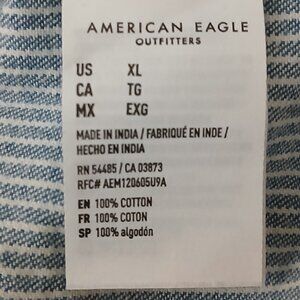 AMERICAN EAGLE
OUTFITTERS
US XL
CA TG
MX EXG
MADE IN INDIA / FABRIQUÉ EN INDE /
HECHO EN INDIA
RN 54485 / CA 03873
RFC# AEM120605U9A
EN 100% COTTON
FR 100% COTON
SP 100% algodón